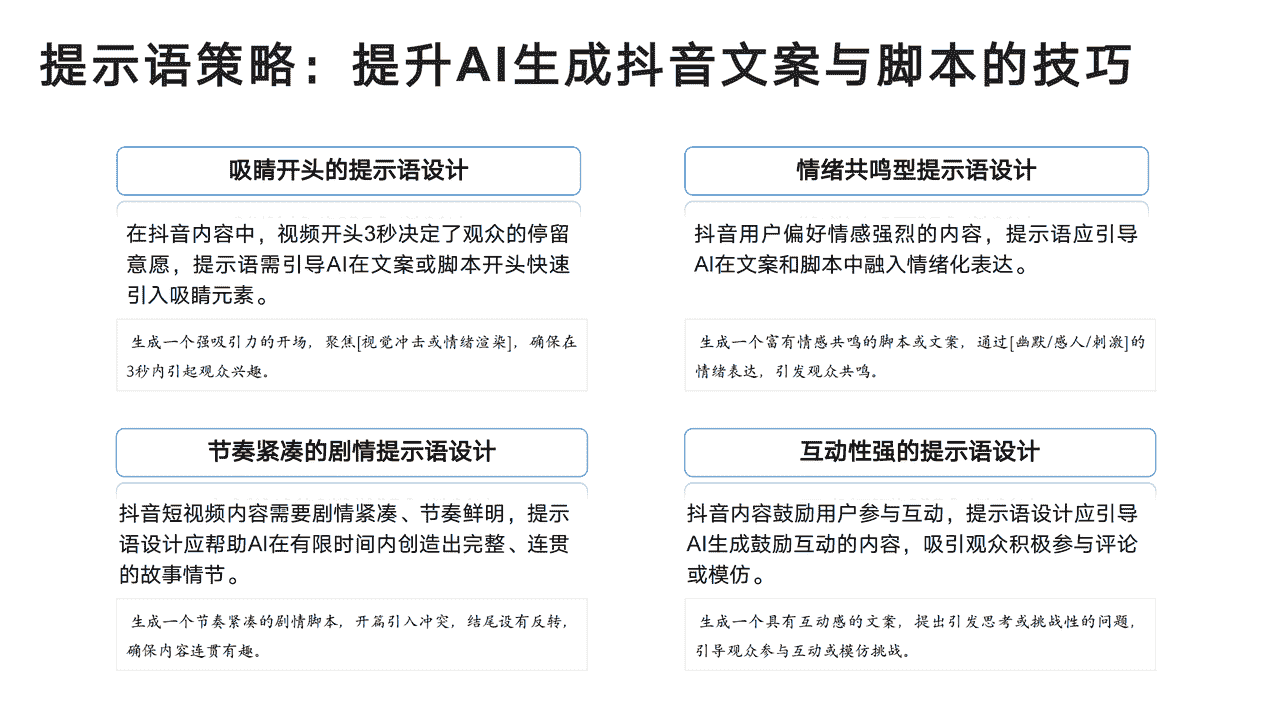 提示语策略：提升AI生成抖音文案与脚本的技巧
吸睛开头的提示语设计
在抖音内容中，视频开头3秒决定了观众的停留
意愿，提示语需引导AI在文案或脚本开头快速
引入吸睛元素。
生成一个强吸引力的开场，聚焦[视觉冲击或情绪渲染]，确保在
3秒内引起观众兴趣。
情绪共鸣型提示语设计
抖音用户偏好情感强烈的内容，提示语应引导
AI在文案和脚本中融入情绪化表达。
生成一个富有情感共鸣的脚本或文案，通过[幽默/感人/刺激]的
情绪表达，引发观众共鸣。
节奏紧凑的剧情提示语设计
抖音短视频内容需要剧情紧凑、节奏鲜明，提示
语设计应帮助AI在有限时间内创造出完整、连贯
的故事情节。
生成一个节奏紧凑的剧情脚本，开篇引入冲突，结尾设有反转，
确保内容连贯有趣。
互动性强的提示语设计
抖音内容鼓励用户参与互动，提示语设计应引导
AI生成鼓励互动的内容，吸引观众积极参与评论
或模仿。
生成一个具有互动感的文案，提出引发思考或挑战性的问题，
引导观众参与互动或模仿挑战。